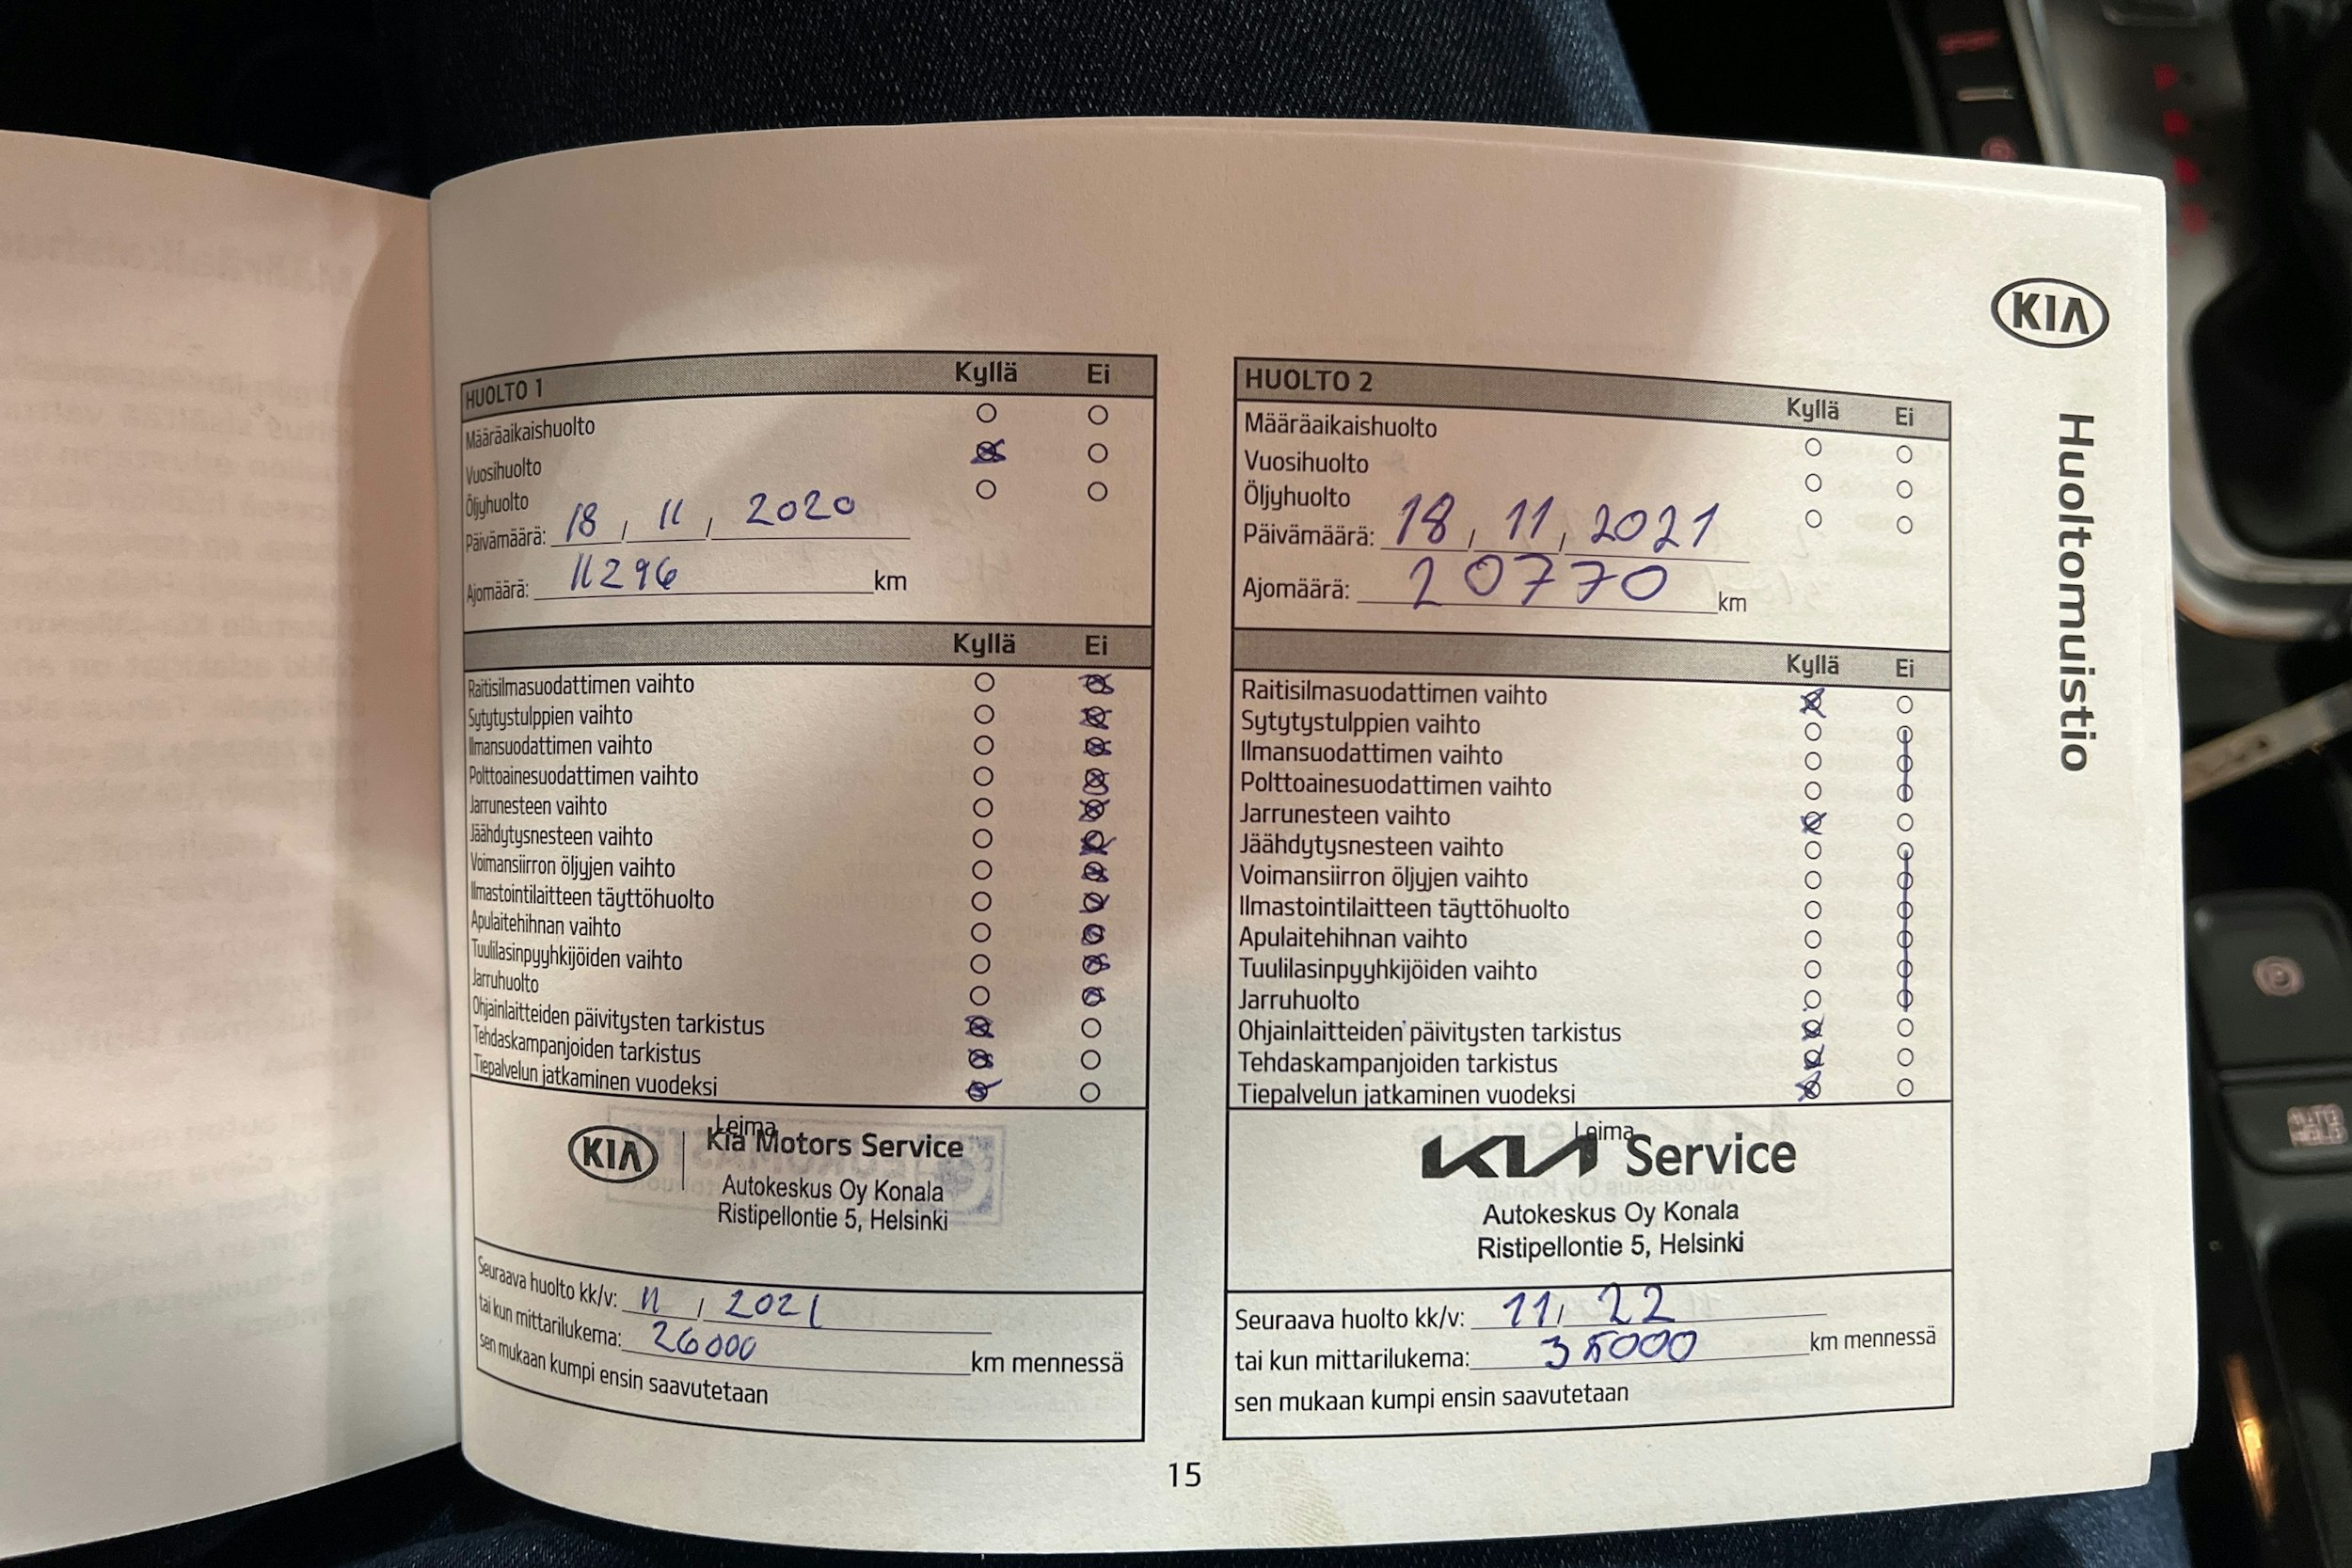 KIA
Huoltomuistio
HUOLTO 1 Kyllä Ei
Määräaikaishuolto
Vuosihuolto
Öljyhuolto
Päivämäärä: 18 / 11 / 2020
Ajomäärä: 11296 km
Kyllä Ei
Raitisilmasuodattimen vaihto
Sytytystulppien vaihto
Ilmansuodattimen vaihto
Polttoainesuodattimen vaihto
Jarrunesteen vaihto
Jäähdytysnesteen vaihto
Voimansiirron öljyjen vaihto
Ilmastointilaitteen täyttöhuolto
Apulaitehihnan vaihto
Tuulilasinpyyhkijöiden vaihto
Jarruhuolto
Ohjainlaitteiden päivitysten tarkistus
Tehdaskampanjoiden tarkistus
Tiepalvelun jatkaminen vuodeksi
Leima
KIA Kia Motors Service
Autokeskus Oy Konala
Ristipellontie 5, Helsinki
Seuraava huolto kk/v: 11 / 2021
tai kun mittarilukema: 26000 km mennessä
sen mukaan kumpi ensin saavutetaan
HUOLTO 2 Kyllä Ei
Määräaikaishuolto
Vuosihuolto
Öljyhuolto
Päivämäärä: 18 / 11 / 2021
Ajomäärä: 20770 km
Kyllä Ei
Raitisilmasuodattimen vaihto
Sytytystulppien vaihto
Ilmansuodattimen vaihto
Polttoainesuodattimen vaihto
Jarrunesteen vaihto
Jäähdytysnesteen vaihto
Voimansiirron öljyjen vaihto
Ilmastointilaitteen täyttöhuolto
Apulaitehihnan vaihto
Tuulilasinpyyhkijöiden vaihto
Jarruhuolto
Ohjainlaitteiden päivitysten tarkistus
Tehdaskampanjoiden tarkistus
Tiepalvelun jatkaminen vuodeksi
Leima
KIA Service
Autokeskus Oy Konala
Ristipellontie 5, Helsinki
Seuraava huolto kk/v: 11 / 22
tai kun mittarilukema: 35000 km mennessä
sen mukaan kumpi ensin saavutetaan
15